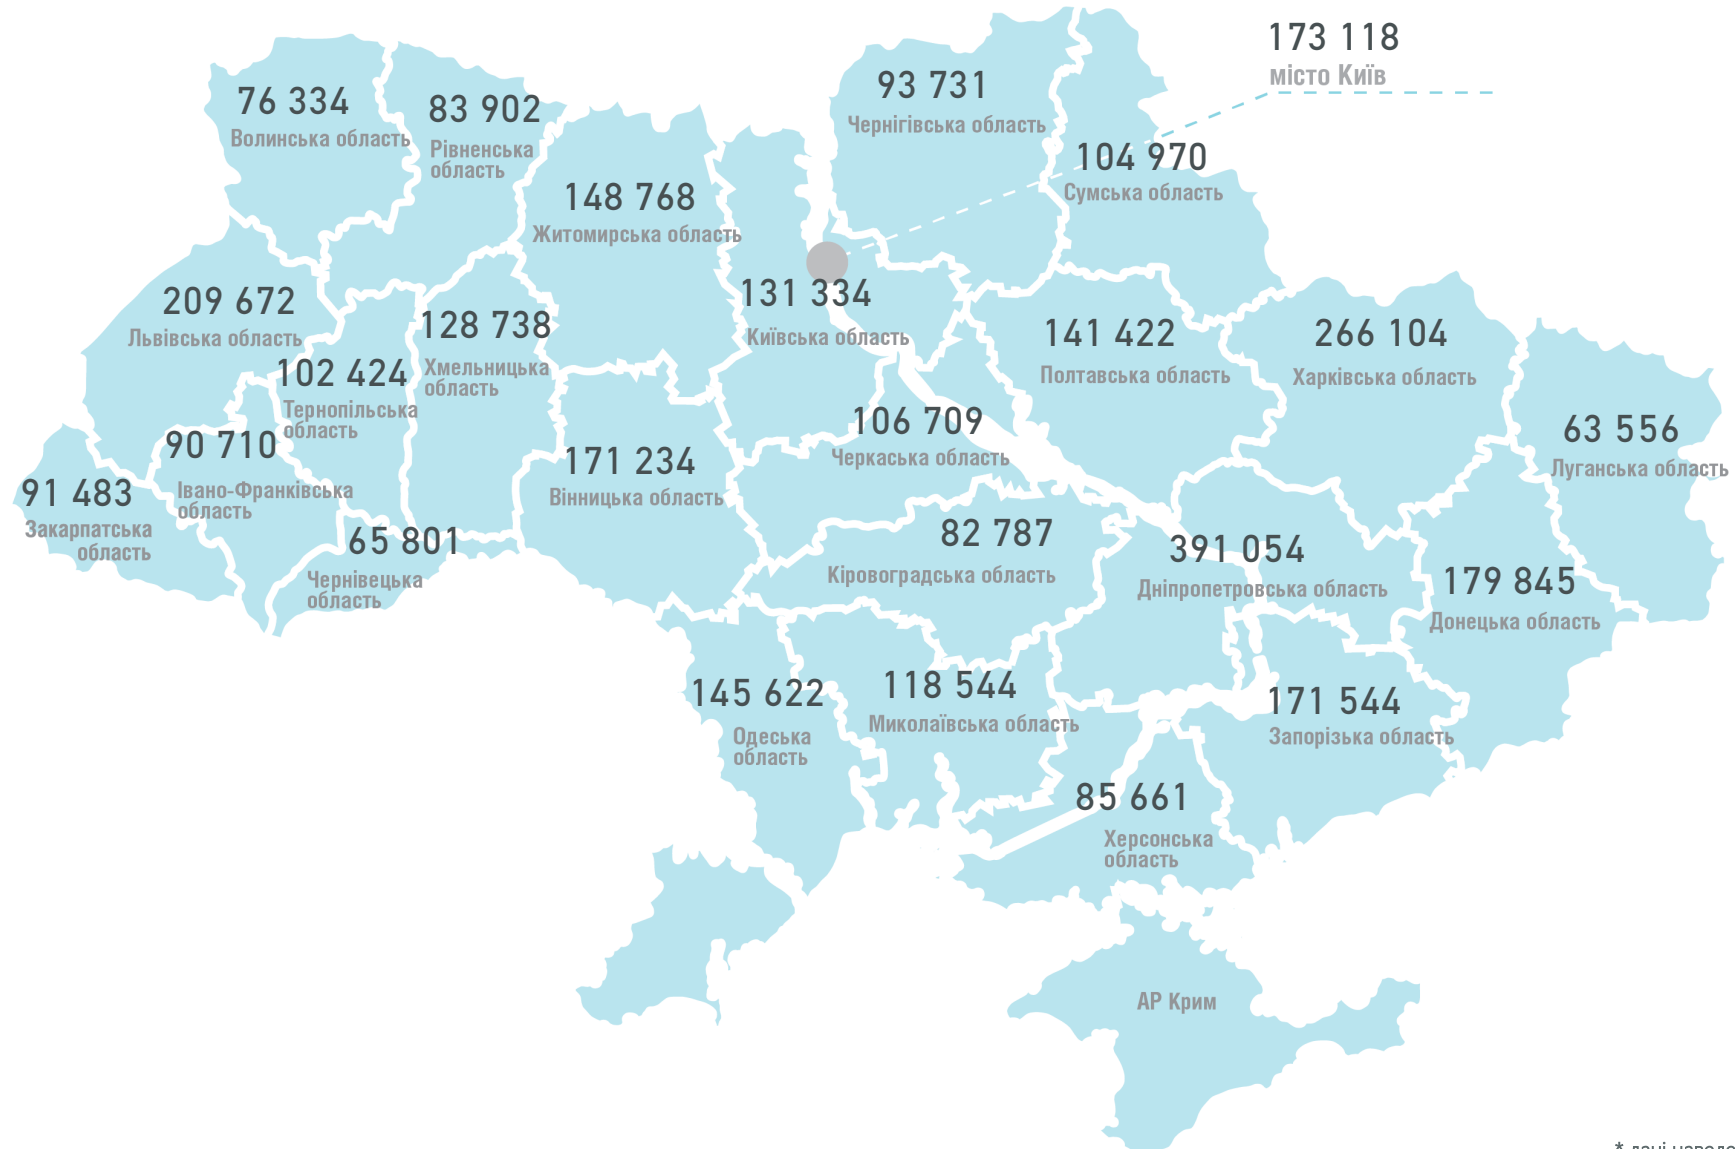 173 118
місто Київ
93 731
Чернігівська область
76 334
Волинська область
83 902
Рівненська
область
104 970
Сумська область
148 768
Житомирська область
131 334
Київська область
209 672
Львівська область
128 738
Хмельницька
область
141 422
Полтавська область
266 104
Харківська область
102 424
Тернопільська
область
106 709
Черкаська область
63 556
Луганська область
90 710
Івано-Франківська
область
171 234
Вінницька область
91 483
Закарпатська
область
65 801
Чернівецька
область
82 787
Кіровоградська область
391 054
Дніпропетровська область
179 845
Донецька область
145 622
Одеська
область
118 544
Миколаївська область
171 544
Запорізька область
85 661
Херсонська
область
АР Крим
* дані